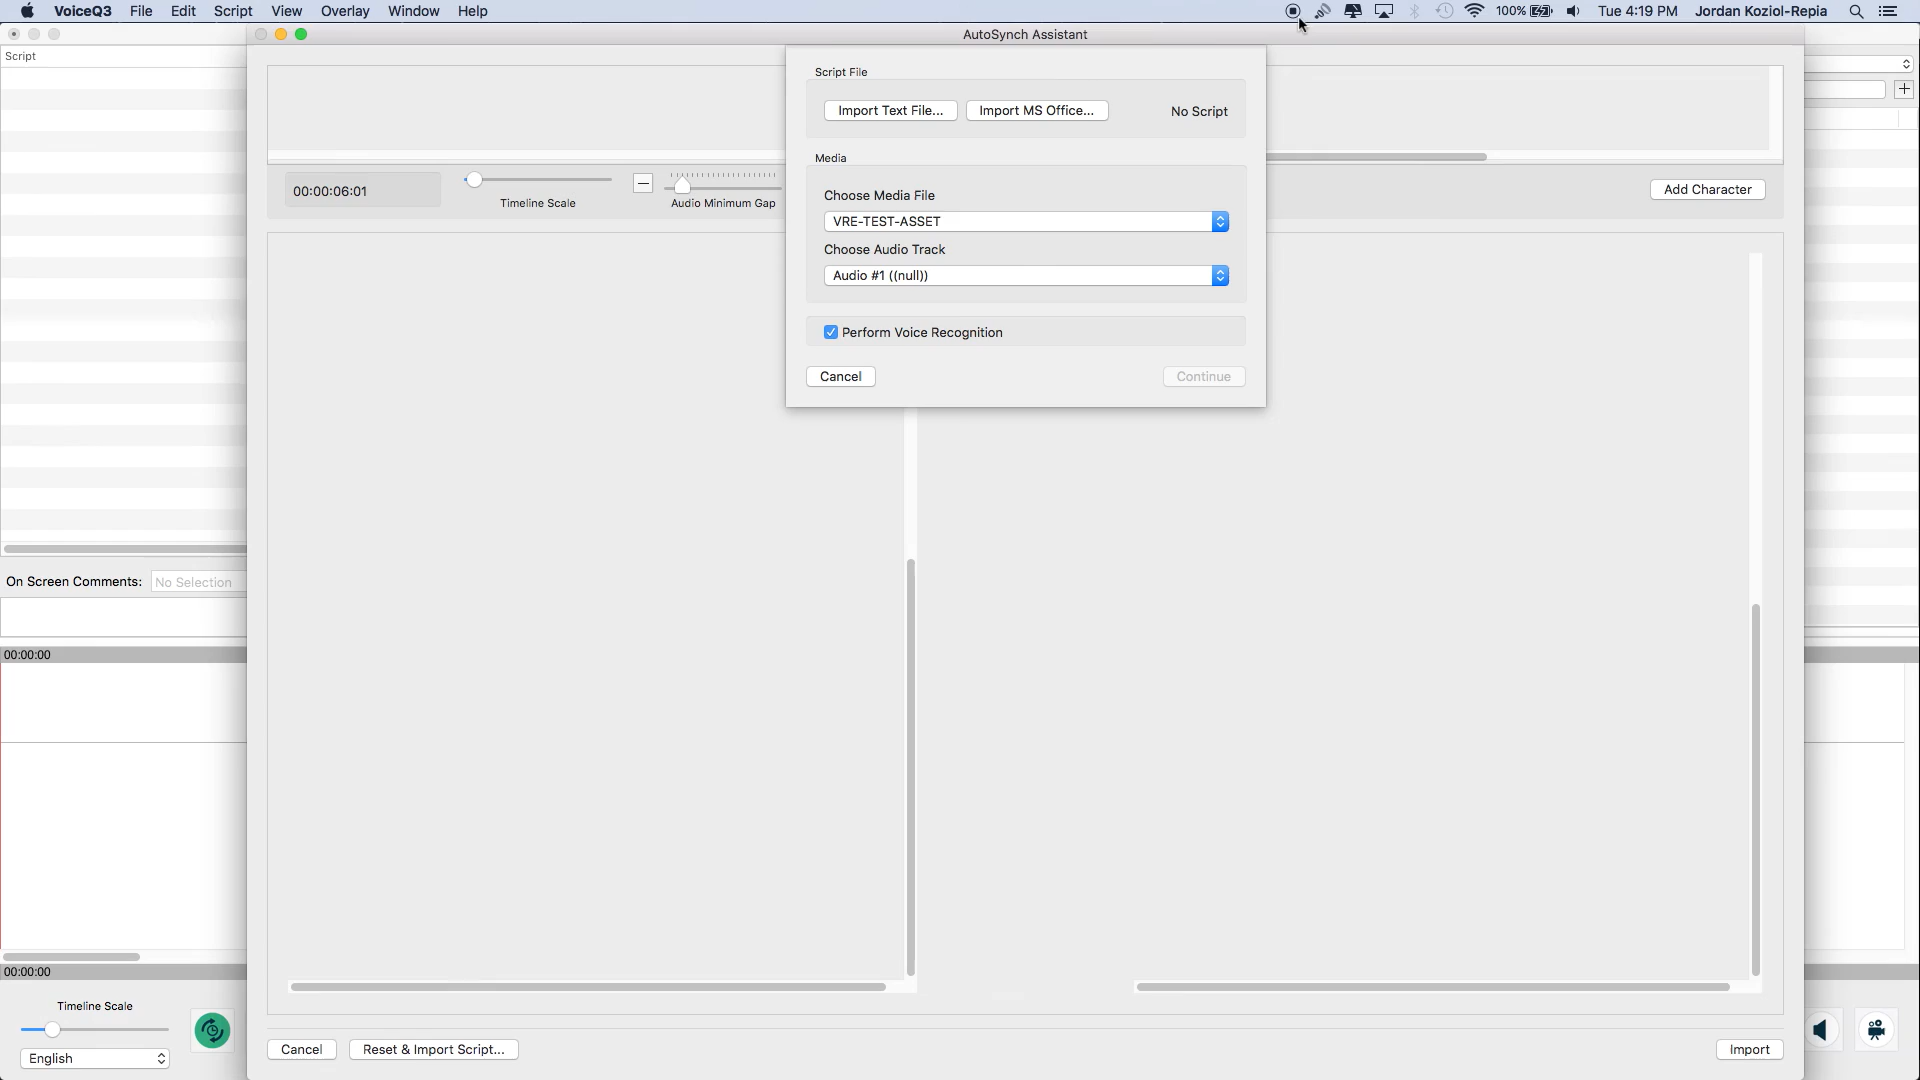 VoiceQ3 File Edit Script View Overlay Window Help 100% Tue 4:19 PM Jordan Koziol-Repia
AutoSynch Assistant
Script
Script File
Import Text File... Import MS Office... No Script
Media
Choose Media File
VRE-TEST-ASSET
Choose Audio Track
Audio #1 ((null))
Perform Voice Recognition
Cancel Continue
00:00:06:01
Timeline Scale
Audio Minimum Gap
Add Character
On Screen Comments: No Selection
00:00:00
00:00:00
Timeline Scale
English
Cancel Reset & Import Script... Import